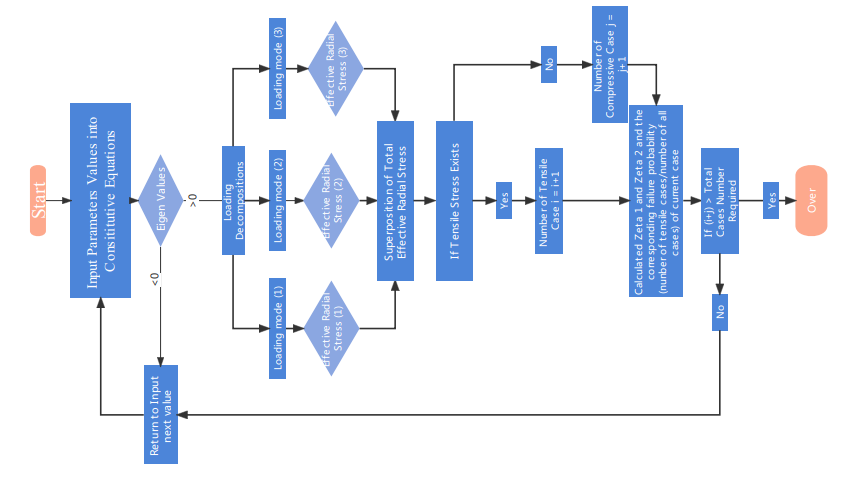 Start
Input Parameters Values into
Consititutive Equations
Eigen Values
>0
<0
Return to Input
next value
Loading
Decompositions
Loading mode (3)
Effective Radial
Stress (3)
Loading mode (2)
Effective Radial
Stress (2)
Loading mode (1)
Effective Radial
Stress (1)
Superposition of Total
Effective Radial Stress
If Tensile Stress Exists
No
Number of
Compressive Case j =
j+1
Yes
Number of Tensile
Case i = i+1
Calculated Zeta 1 and Zeta 2 and the
corresponding failure probability
(number of tensile cases/number of all
cases) of current case
If (i+j) > Total
Cases Number
Required
No
Yes
Over